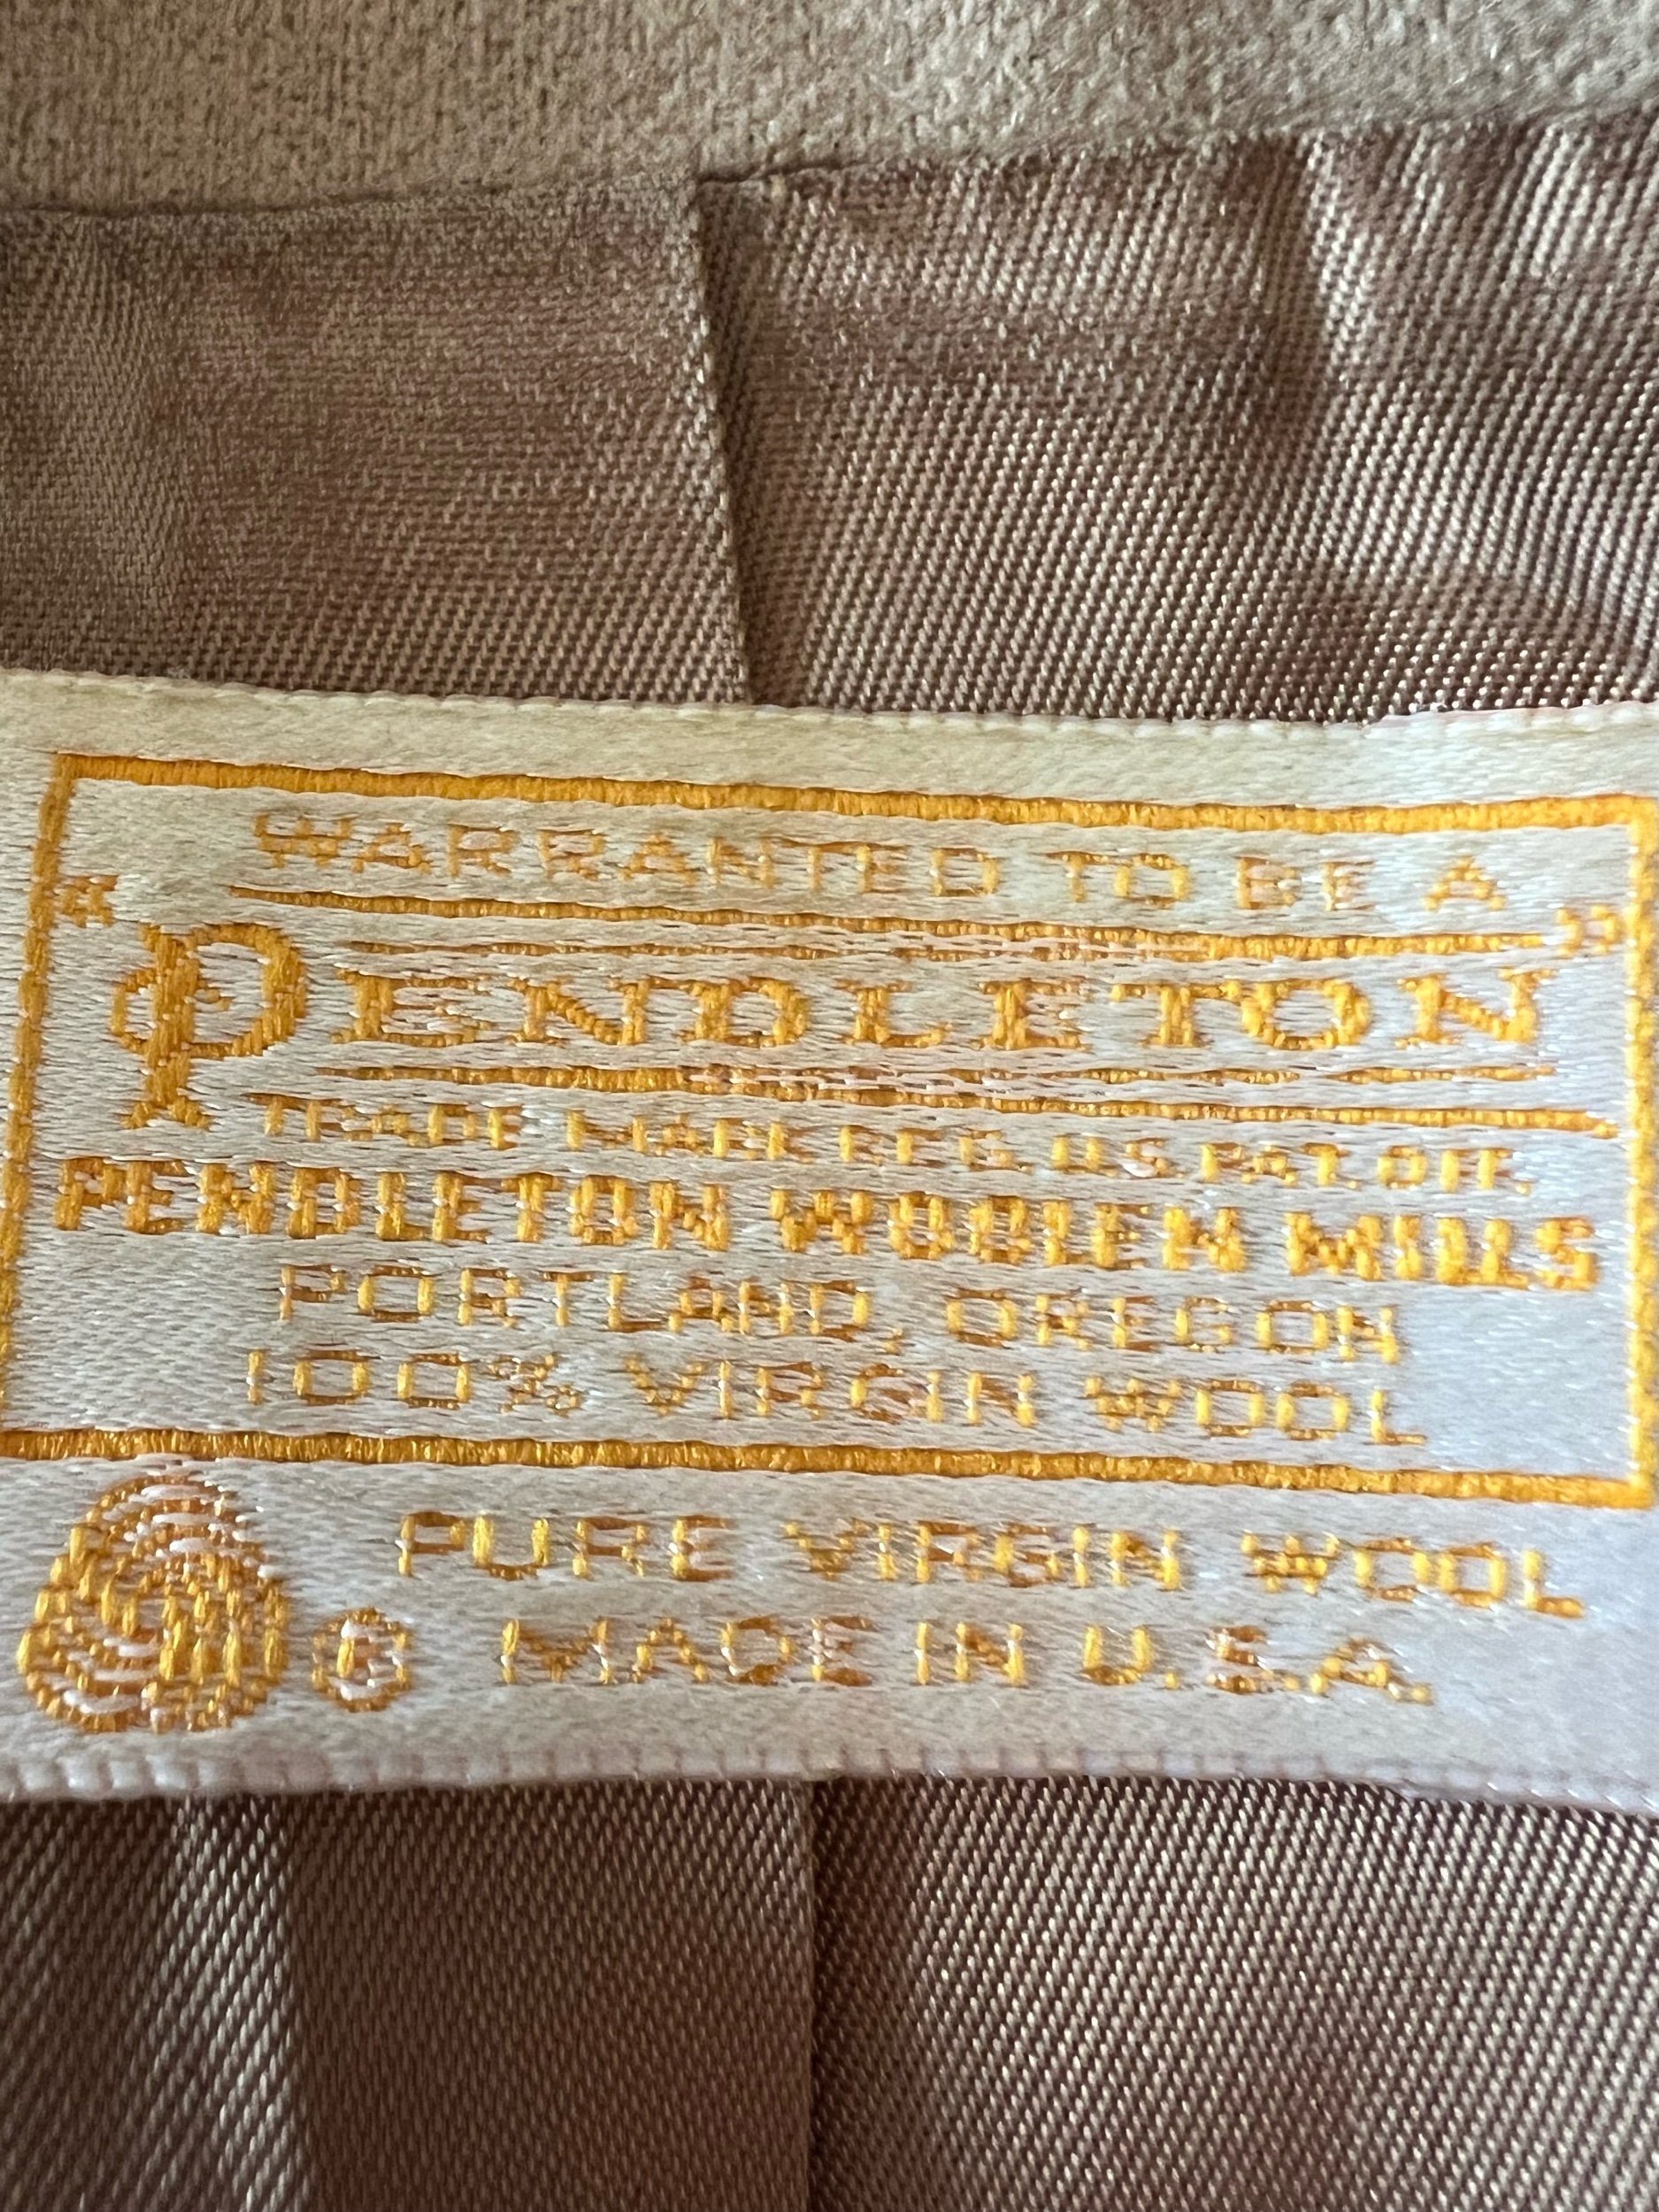 WARRANTED TO BE A
"PENDLETON"
TRADE MARK REG. U.S. PAT. OFF.
PENDLETON WOOLEN MILLS
PORTLAND, OREGON
100% VIRGIN WOOL
PURE VIRGIN WOOL
© MADE IN U.S.A.